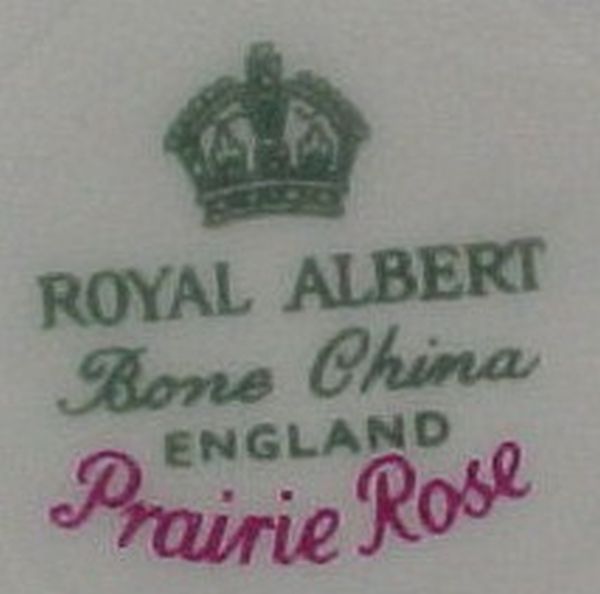 ROYAL ALBERT
Bone China
ENGLAND
Prairie Rose